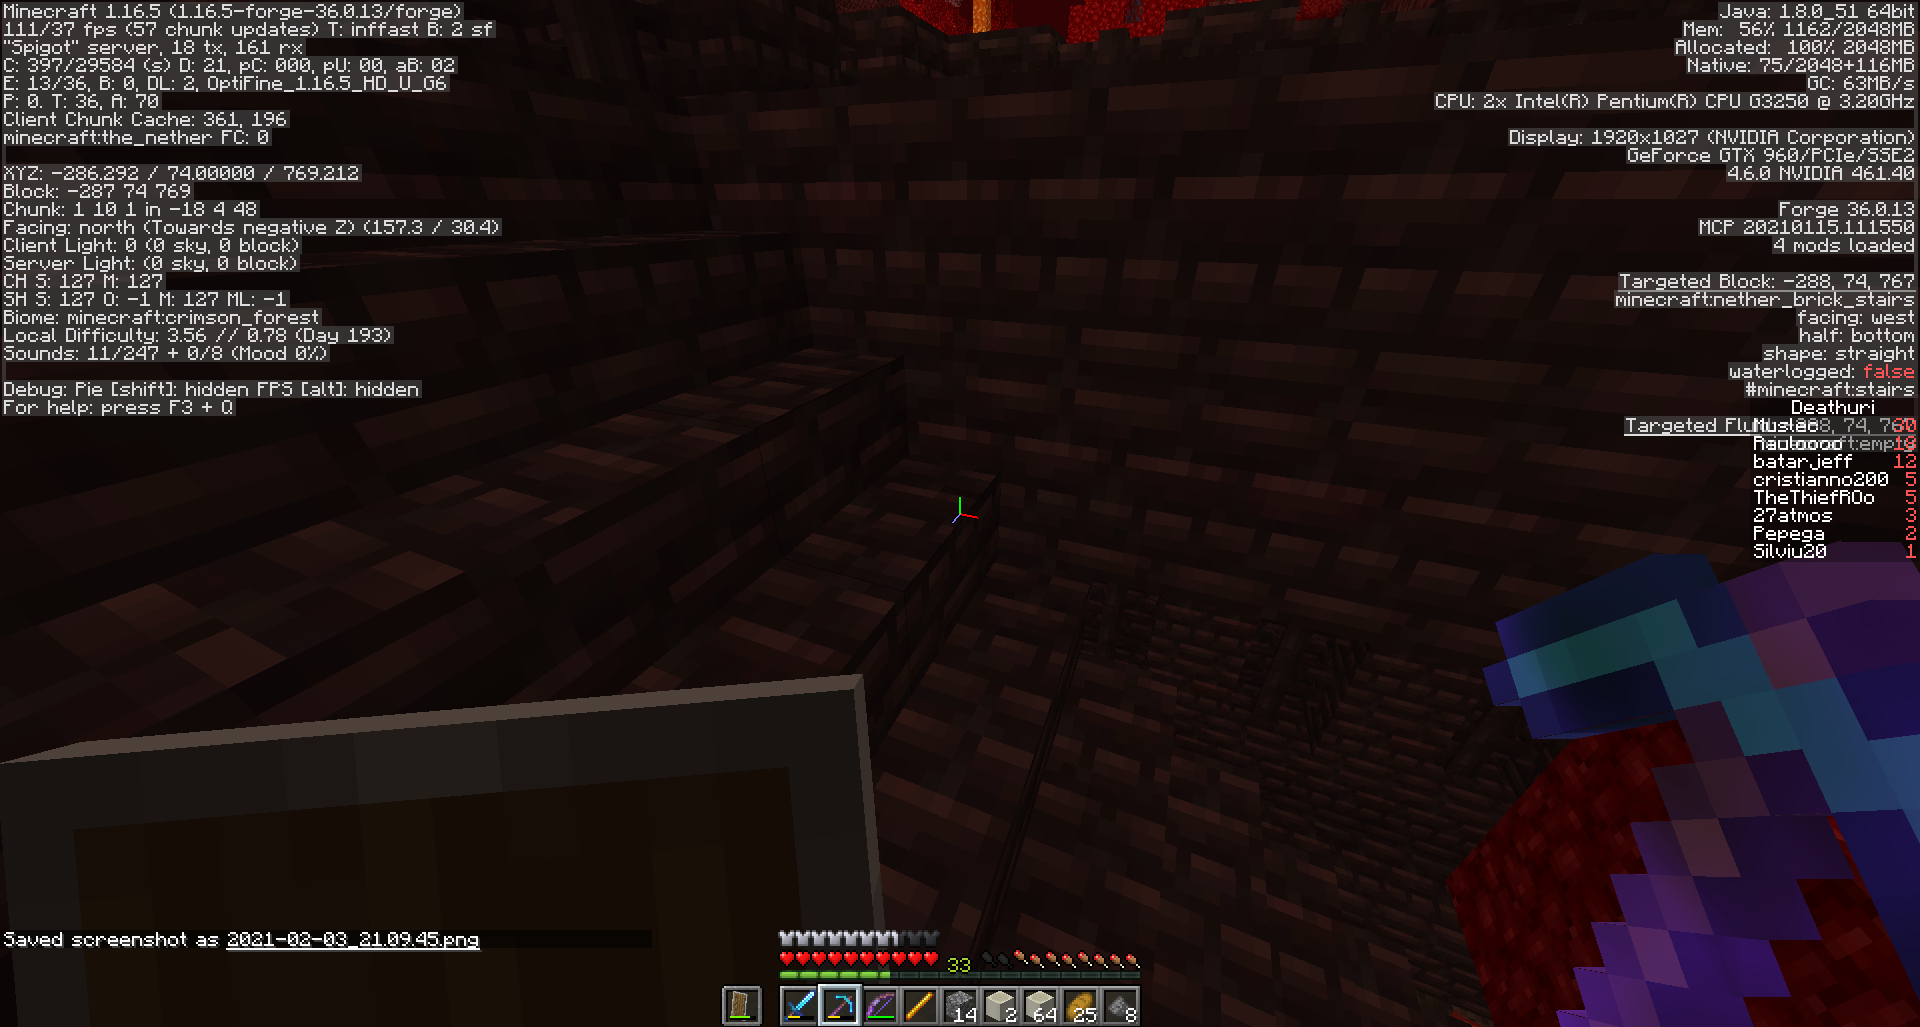 Minecraft 1.16.5 (1.16.5-forge-36.0.13/forge)
111/37 fps (57 chunk updates) T: inffast B: 2 sf
"Spigot" server, 18 tx, 161 rx
C: 397/29584 (s) D: 21, pC: 000, pU: 00, aB: 02
E: 13/36, B: 0, DL: 2, OptiFine_1.16.5_HD_U_G6
P: 0. T: 36, A: 70
Client Chunk Cache: 361, 196
minecraft:the_nether FC: 0
XYZ: -286.292 / 74.00000 / 769.212
Block: -287 74 769
Chunk: 1 10 1 in -18 4 48
Facing: north (Towards negative Z) (157.3 / 30.4)
Client Light: 0 (0 sky, 0 block)
Server Light: (0 sky, 0 block)
CH S: 127 M: 127
SH S: 127 O: -1 M: 127 ML: -1
Biome: minecraft:crimson_forest
Local Difficulty: 3.56 // 0.78 (Day 193)
Sounds: 11/247 + 0/8 (Mood 0%)
Debug: Pie [shift]: hidden FPS [alt]: hidden
For help: press F3 + Q
Java: 1.8.0_51 64bit
Mem: 56% 1162/2048MB
Allocated: 100% 2048MB
Native: 75/2048+116MB
GC: 63MB/s
CPU: 2x Intel(R) Pentium(R) CPU G3250 @ 3.20GHz
Display: 1920x1027 (NVIDIA Corporation)
GeForce GTX 960/PCIe/SSE2
4.6.0 NVIDIA 461.40
Forge 36.0.13
MCP 20210115.111550
4 mods loaded
Targeted Block: -288, 74, 767
minecraft:nether_brick_stairs
facing: west
half: bottom
shape: straight
waterlogged: false
#minecraft:stairs
Deathuri
Targeted
batarjeff 12
cristianno200 5
TheThiefROo 5
27atmos 3
Pepega 2
Silviu20 1
Saved screenshot as 2021-02-03_21.09.45.png
33
14 2 64 25 8